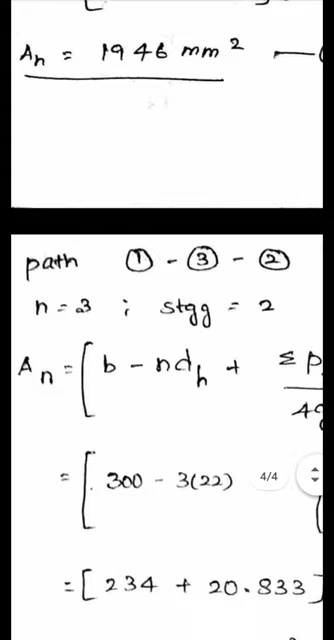 An = 1946 mm²
path ① - ③ - ②
n = 3 ; stgg = 2
An = [ b - ndh + Σ P
4g
= [ 300 - 3(22)
4/4
= [ 234 + 20.833 ]